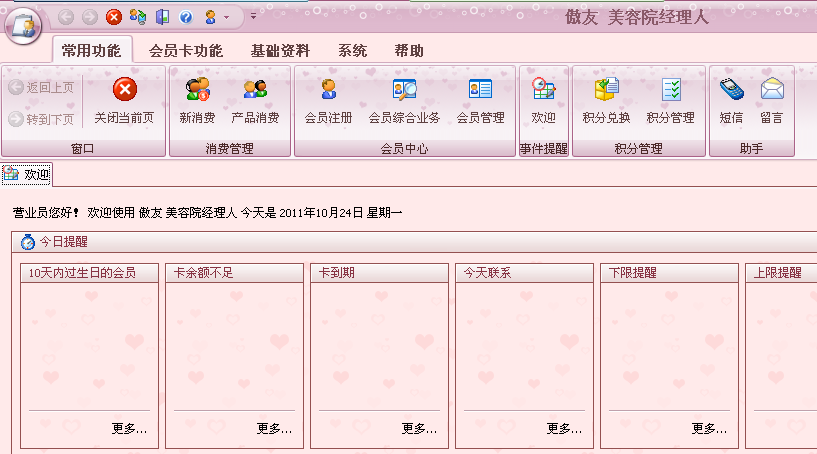 傲友 美容院经理人
常用功能 会员卡功能 基础资料 系统 帮助
返回上页
转到下页
关闭当前页
新消费 产品消费
会员注册 会员综合业务 会员管理
欢迎
积分兑换 积分管理
短信 留言
窗口 消费管理 会员中心 事件提醒 积分管理 助手
欢迎
营业员您好! 欢迎使用 傲友 美容院经理人 今天是 2011年10月24日 星期一
今日提醒
10天内过生日的会员 卡余额不足 卡到期 今天联系 下限提醒 上限提醒
更多... 更多... 更多... 更多... 更多...